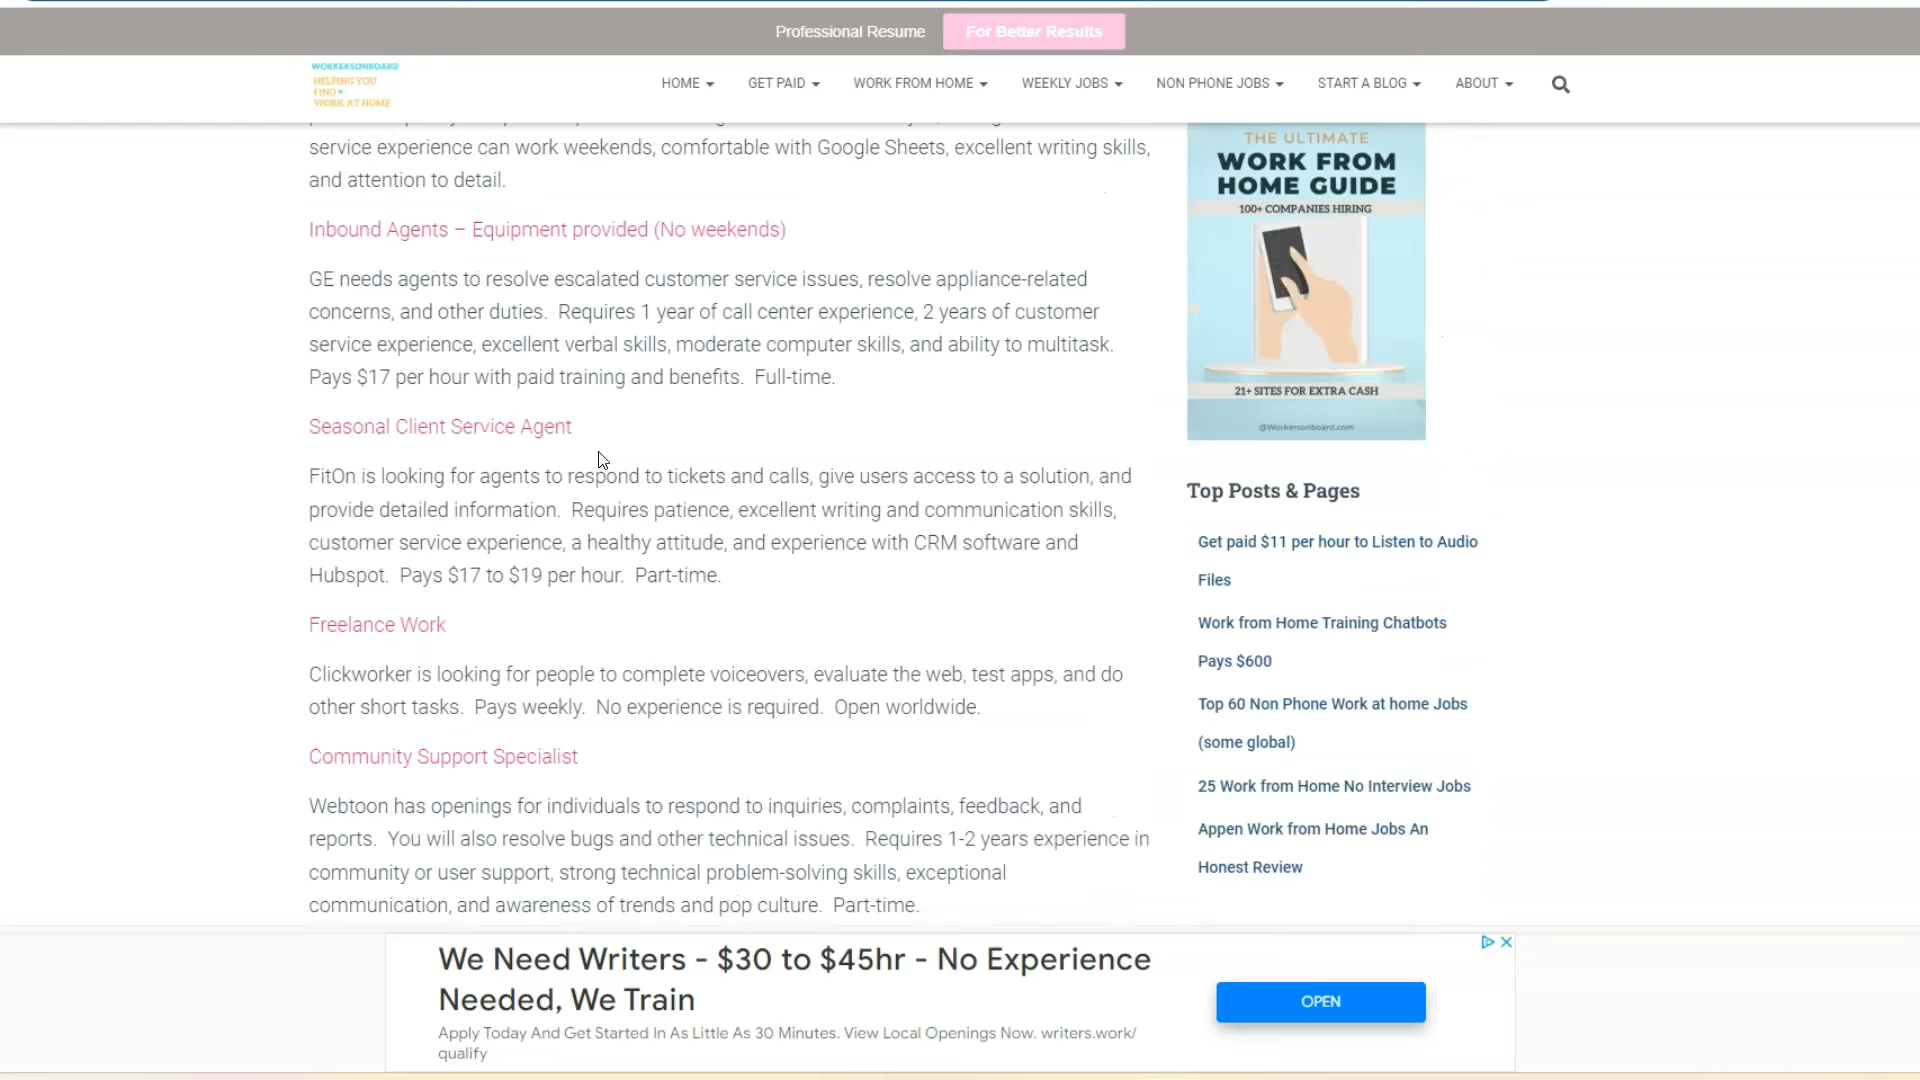 Professional Resume For Better Results
WORKERSONBOARD
HELPING YOU
FIND
WORK AT HOME
HOME GET PAID WORK FROM HOME WEEKLY JOBS NON PHONE JOBS START A BLOG ABOUT
service experience can work weekends, comfortable with Google Sheets, excellent writing skills,
and attention to detail.
Inbound Agents – Equipment provided (No weekends)
GE needs agents to resolve escalated customer service issues, resolve appliance-related
concerns, and other duties. Requires 1 year of call center experience, 2 years of customer
service experience, excellent verbal skills, moderate computer skills, and ability to multitask.
Pays $17 per hour with paid training and benefits. Full-time.
Seasonal Client Service Agent
FitOn is looking for agents to respond to tickets and calls, give users access to a solution, and
provide detailed information. Requires patience, excellent writing and communication skills,
customer service experience, a healthy attitude, and experience with CRM software and
Hubspot. Pays $17 to $19 per hour. Part-time.
Freelance Work
Clickworker is looking for people to complete voiceovers, evaluate the web, test apps, and do
other short tasks. Pays weekly. No experience is required. Open worldwide.
Community Support Specialist
Webtoon has openings for individuals to respond to inquiries, complaints, feedback, and
reports. You will also resolve bugs and other technical issues. Requires 1-2 years experience in
community or user support, strong technical problem-solving skills, exceptional
communication, and awareness of trends and pop culture. Part-time.
THE ULTIMATE
WORK FROM
HOME GUIDE
100+ COMPANIES HIRING
21+ SITES FOR EXTRA CASH
@Workersonboard.com
Top Posts & Pages
Get paid $11 per hour to Listen to Audio
Files
Work from Home Training Chatbots
Pays $600
Top 60 Non Phone Work at home Jobs
(some global)
25 Work from Home No Interview Jobs
Appen Work from Home Jobs An
Honest Review
We Need Writers - $30 to $45hr - No Experience
Needed, We Train
Apply Today And Get Started In As Little As 30 Minutes. View Local Openings Now. writers.work/
qualify
OPEN